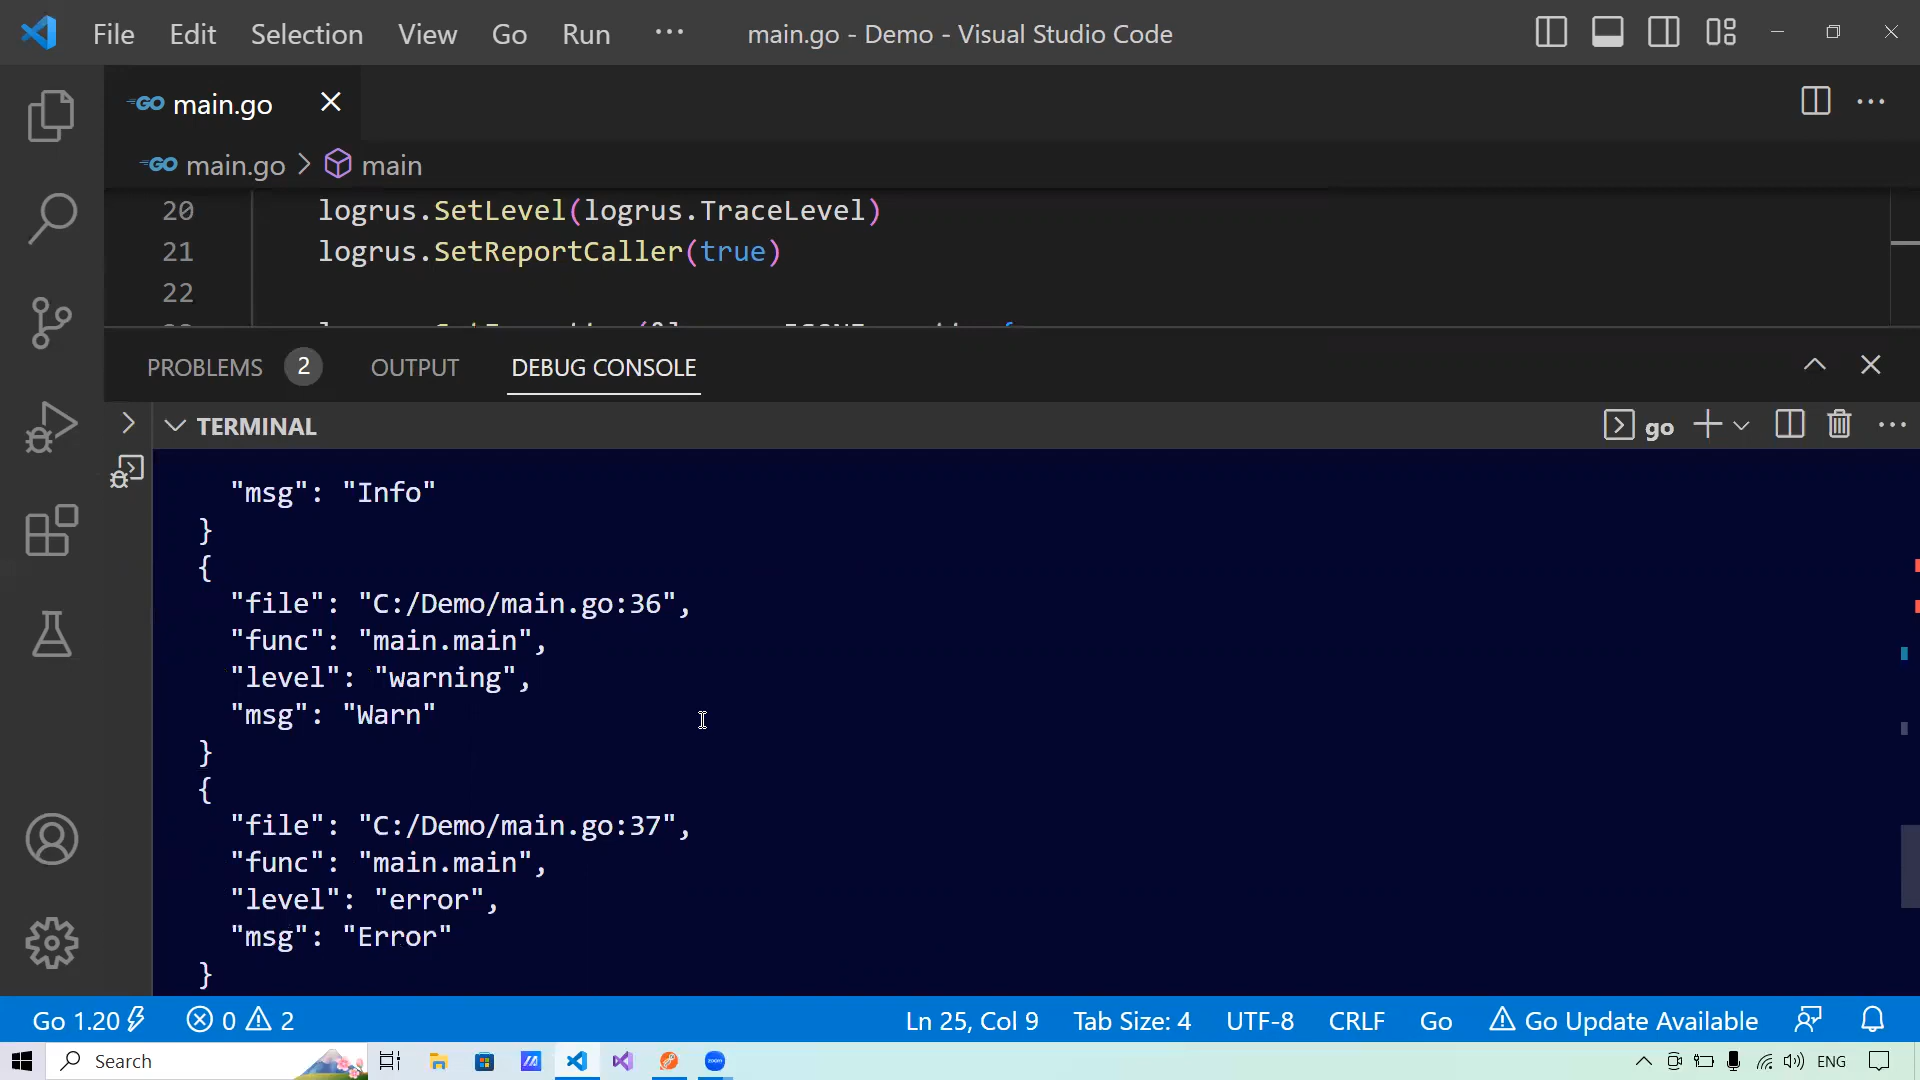 File Edit Selection View Go Run ··· main.go - Demo - Visual Studio Code
GO main.go
GO main.go > main
20 logrus.SetLevel(logrus.TraceLevel)
21 logrus.SetReportCaller(true)
22
PROBLEMS 2 OUTPUT DEBUG CONSOLE
TERMINAL go
"msg": "Info"
}
{
"file": "C:/Demo/main.go:36",
"func": "main.main",
"level": "warning",
"msg": "Warn"
}
{
"file": "C:/Demo/main.go:37",
"func": "main.main",
"level": "error",
"msg": "Error"
}
Go 1.20 0 2 Ln 25, Col 9 Tab Size: 4 UTF-8 CRLF Go Go Update Available
Search zoom ENG